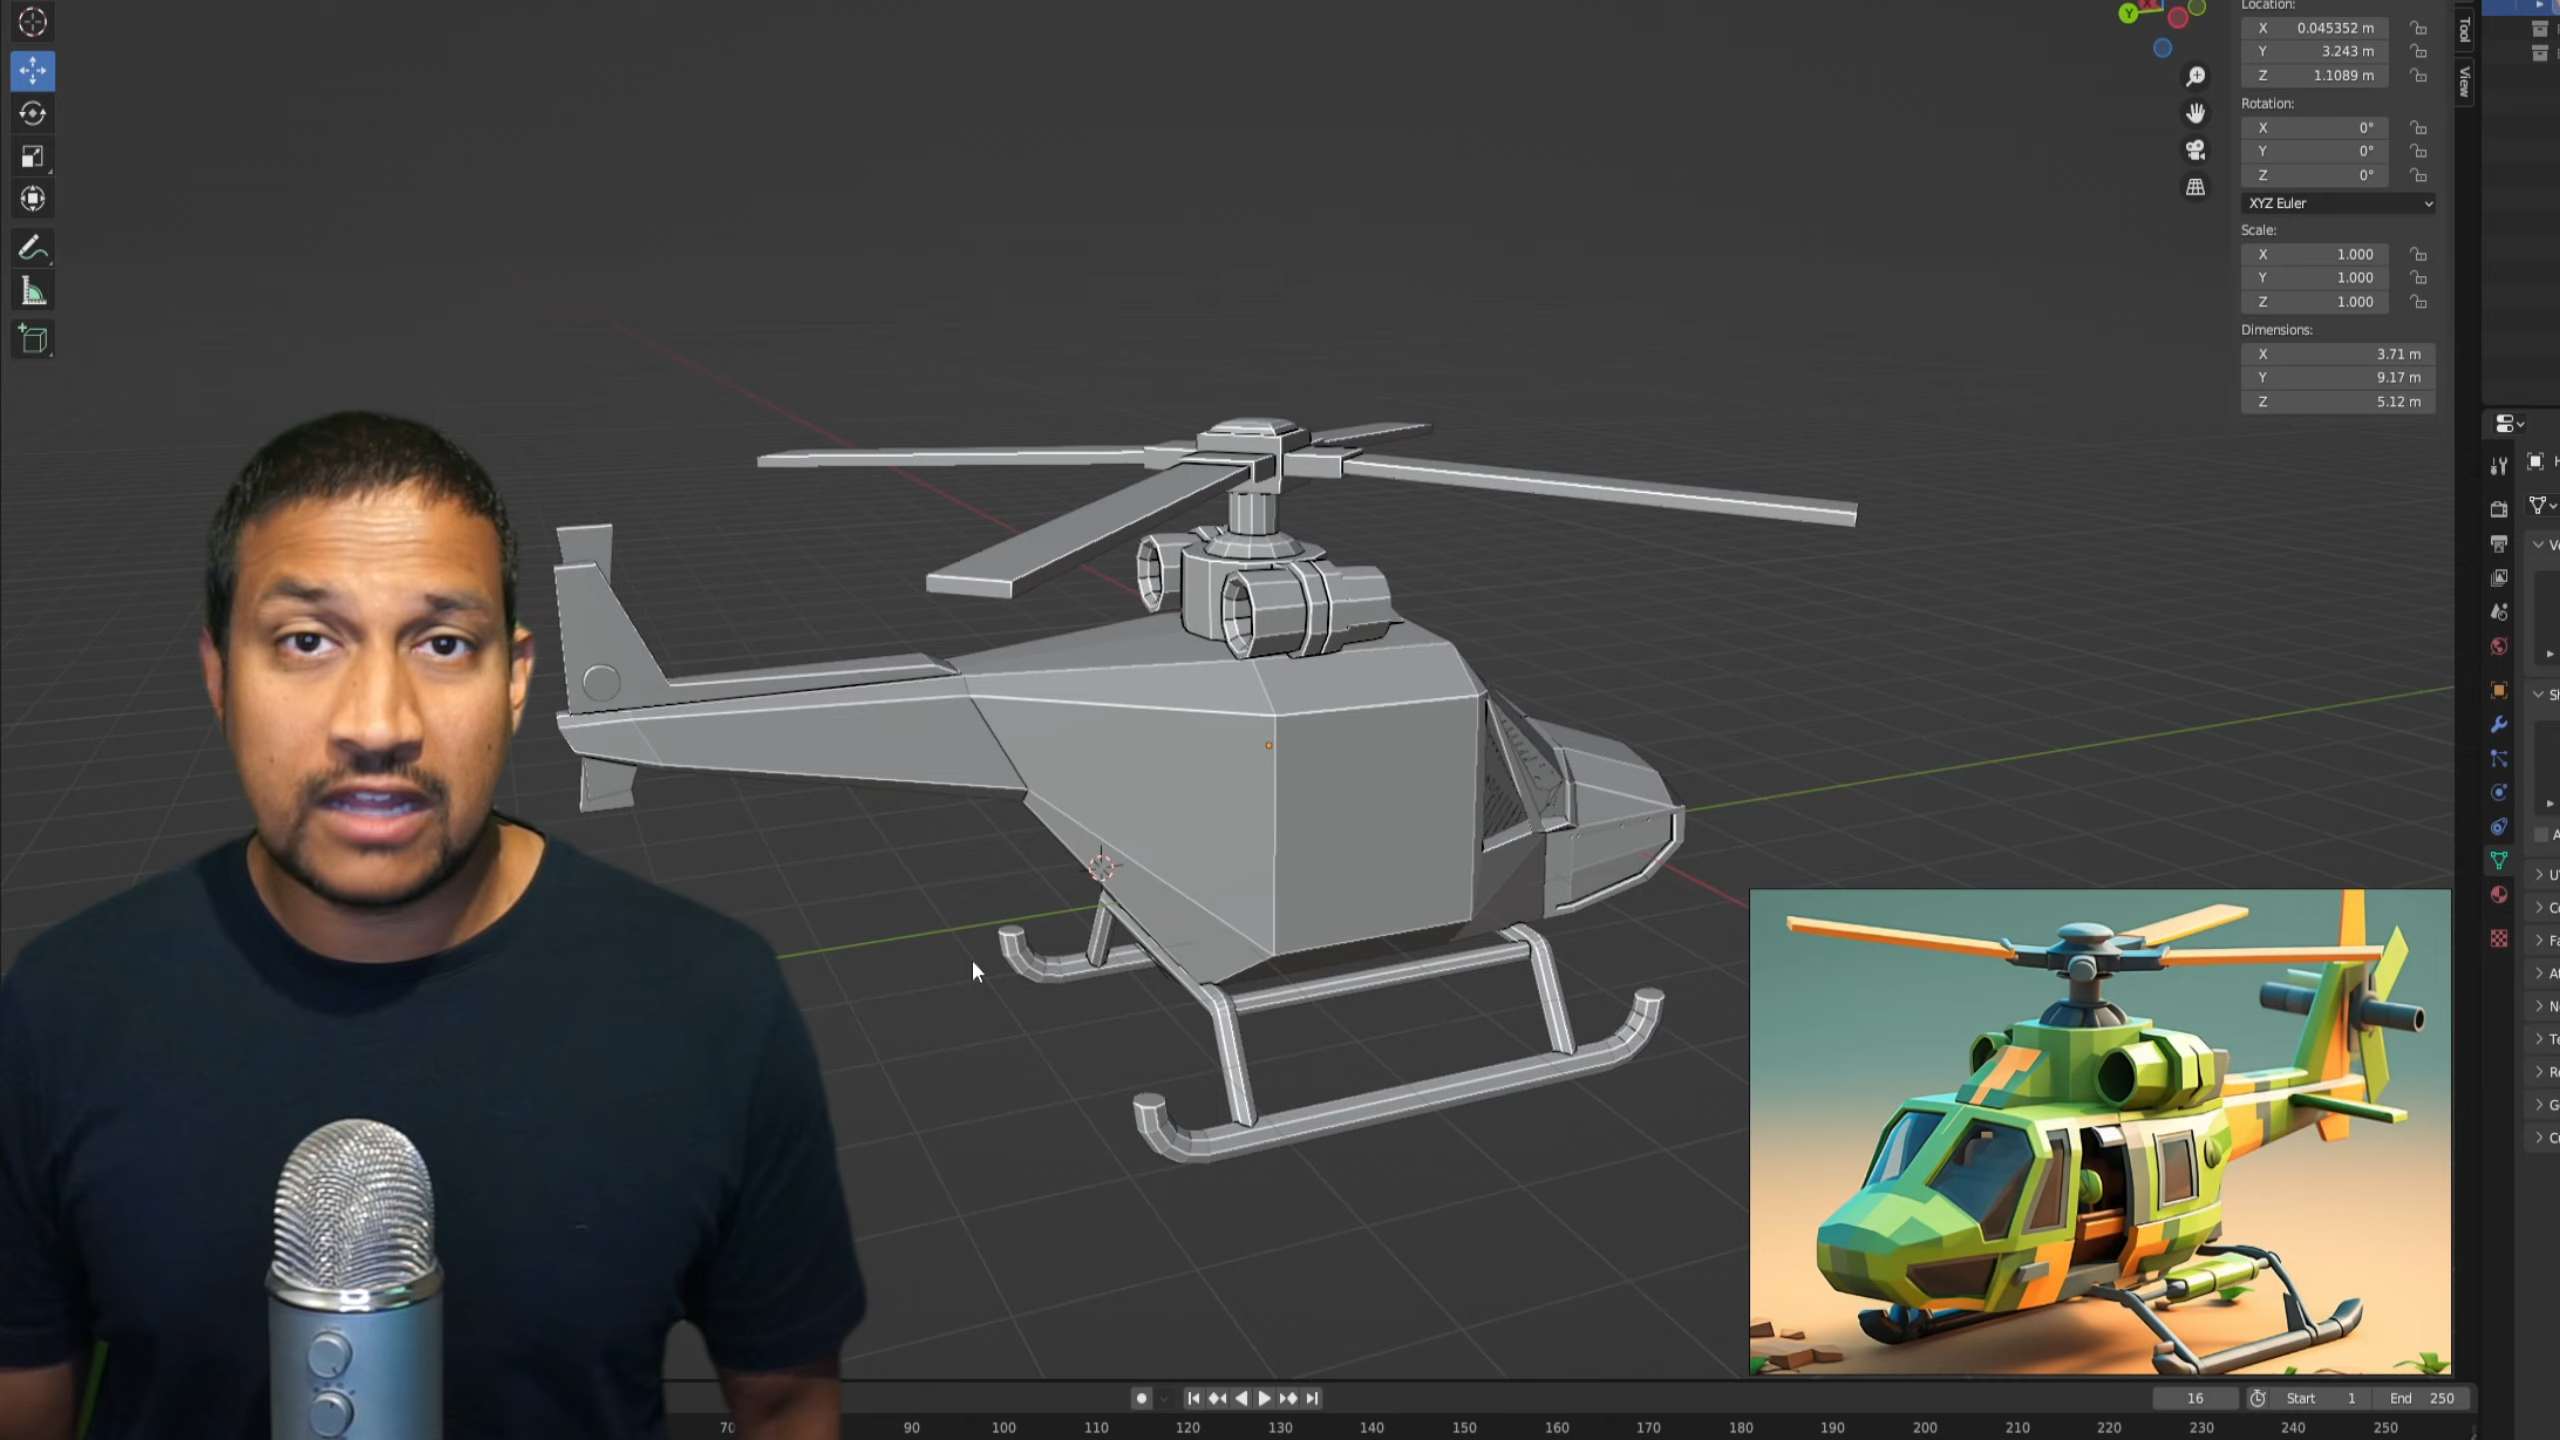 Y
X
Location:
X 0.045352 m
Y 3.243 m
Z 1.1089 m
Rotation:
X 0°
Y 0°
Z 0°
XYZ Euler
Scale:
X 1.000
Y 1.000
Z 1.000
Dimensions:
X 3.71 m
Y 9.17 m
Z 5.12 m
Tool
View
16
Start 1
End 250
70
90 100 110 120 130 140 150 160 170 180 190 200 210 220 230 240 250